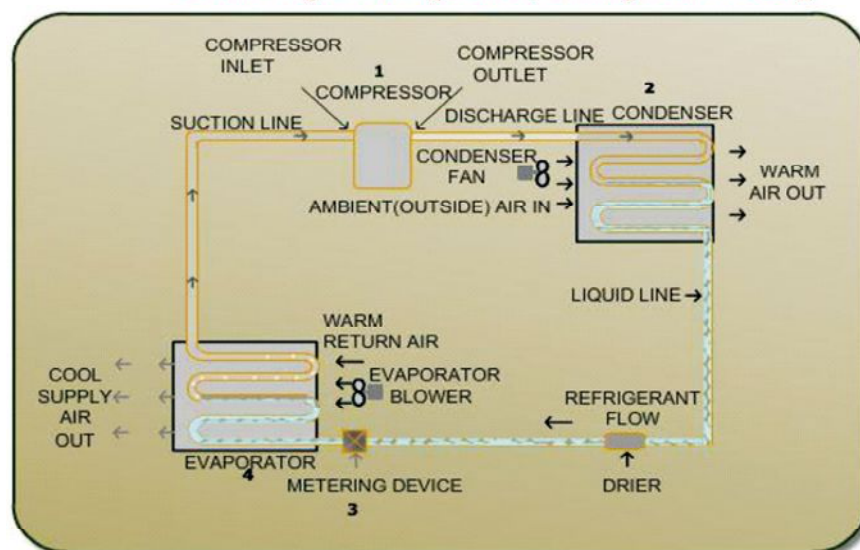 COMPRESSOR
INLET
1
COMPRESSOR
COMPRESSOR
OUTLET
2
CONDENSER
SUCTION LINE
DISCHARGE LINE
CONDENSER
FAN
WARM
AIR OUT
AMBIENT(OUTSIDE) AIR IN
LIQUID LINE
WARM
RETURN AIR
COOL
SUPPLY
AIR
OUT
EVAPORATOR
BLOWER
REFRIGERANT
FLOW
EVAPORATOR
4
METERING DEVICE
3
DRIER